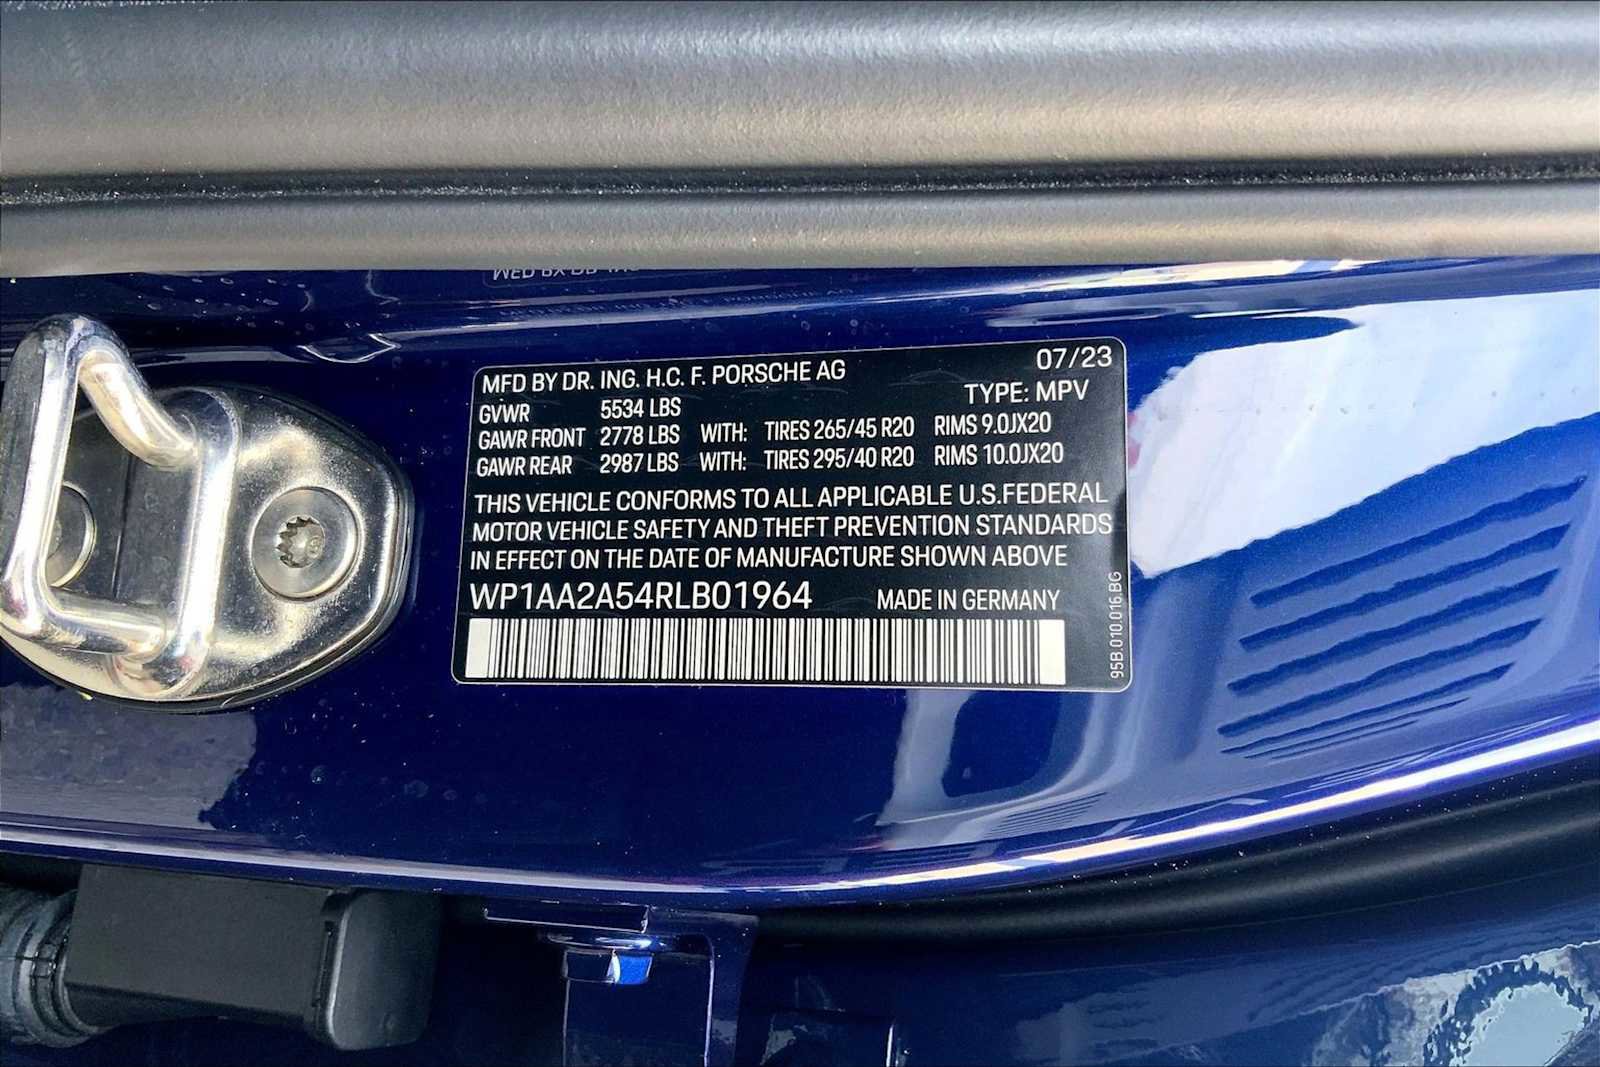 MFD BY DR. ING. H.C. F. PORSCHE AG 07/23
GVWR 5534 LBS TYPE: MPV
GAWR FRONT 2778 LBS WITH: TIRES 265/45 R20 RIMS 9.0JX20
GAWR REAR 2987 LBS WITH: TIRES 295/40 R20 RIMS 10.0JX20
THIS VEHICLE CONFORMS TO ALL APPLICABLE U.S.FEDERAL
MOTOR VEHICLE SAFETY AND THEFT PREVENTION STANDARDS
IN EFFECT ON THE DATE OF MANUFACTURE SHOWN ABOVE
WP1AA2A54RLB01964 MADE IN GERMANY
95B.010.016.BG